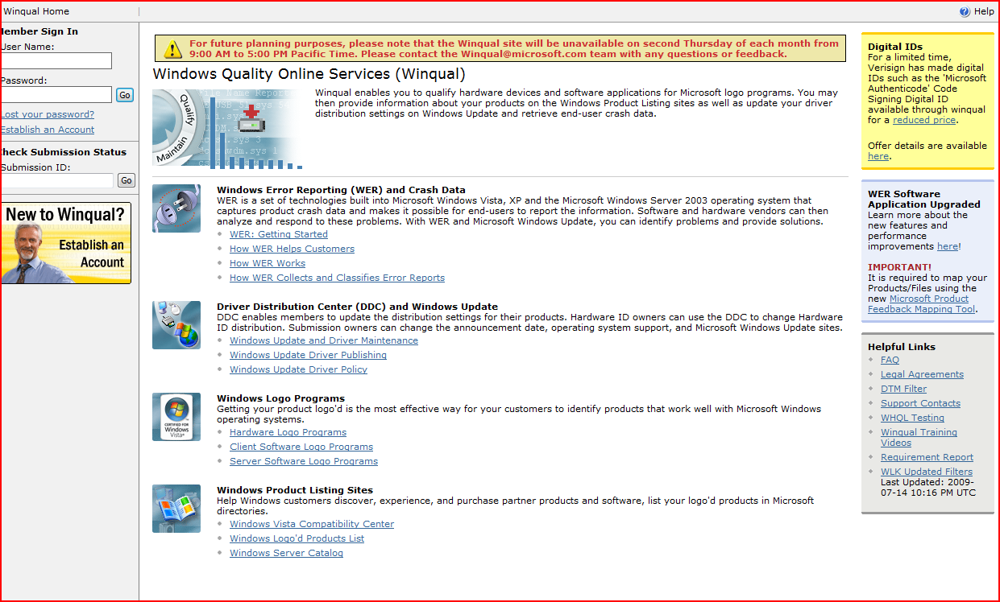 Winqual Home
Help
Member Sign In
User Name:
Password:
Go
Lost your password?
Establish an Account
Check Submission Status
Submission ID:
Go
New to Winqual?
Establish an
Account
For future planning purposes, please note that the Winqual site will be unavailable on second Thursday of each month from
9:00 AM to 5:00 PM Pacific Time. Please contact the Winqual@microsoft.com team with any questions or feedback.
Windows Quality Online Services (Winqual)
Qualify
Maintain
Winqual enables you to qualify hardware devices and software applications for Microsoft logo programs. You may
then provide information about your products on the Windows Product Listing sites as well as update your driver
distribution settings on Windows Update and retrieve end-user crash data.
Windows Error Reporting (WER) and Crash Data
WER is a set of technologies built into Microsoft Windows Vista, XP and the Microsoft Windows Server 2003 operating system that
captures product crash data and makes it possible for end-users to report the information. Software and hardware vendors can then
analyze and respond to these problems. With WER and Microsoft Windows Update, you can identify problems and provide solutions.
WER: Getting Started
How WER Helps Customers
How WER Works
How WER Collects and Classifies Error Reports
Driver Distribution Center (DDC) and Windows Update
DDC enables members to update the distribution settings for their products. Hardware ID owners can use the DDC to change Hardware
ID distribution. Submission owners can change the announcement date, operating system support, and Microsoft Windows Update sites.
Windows Update and Driver Maintenance
Windows Update Driver Publishing
Windows Update Driver Policy
CERTIFIED FOR
Windows
Vista
Windows Logo Programs
Getting your product logo'd is the most effective way for your customers to identify products that work well with Microsoft Windows
operating systems.
Hardware Logo Programs
Client Software Logo Programs
Server Software Logo Programs
Windows Product Listing Sites
Help Windows customers discover, experience, and purchase partner products and software, list your logo'd products in Microsoft
directories.
Windows Vista Compatibility Center
Windows Logo'd Products List
Windows Server Catalog
Digital IDs
For a limited time,
Verisign has made digital
IDs such as the 'Microsoft
Authenticode' Code
Signing Digital ID
available through winqual
for a reduced price.
Offer details are available
here.
WER Software
Application Upgraded
Learn more about the
new features and
performance
improvements here!
IMPORTANT!
It is required to map your
Products/Files using the
new Microsoft Product
Feedback Mapping Tool.
Helpful Links
FAQ
Legal Agreements
DTM Filter
Support Contacts
WHQL Testing
Winqual Training
Videos
Requirement Report
WLK Updated Filters
Last Updated: 2009-
07-14 10:16 PM UTC